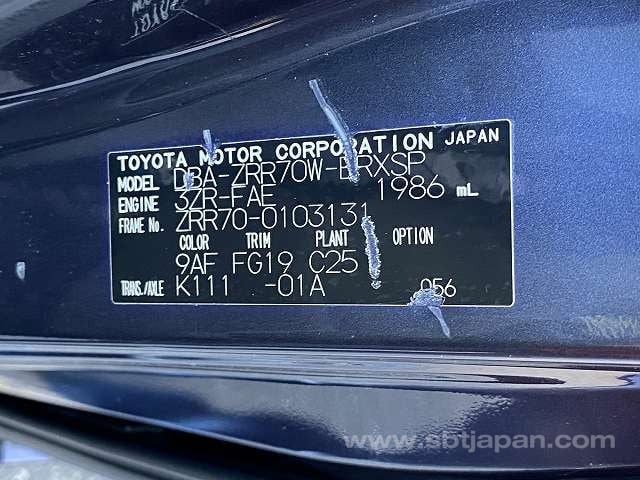 TOYOTA MOTOR CORPORATION JAPAN
MODEL DBA-ZRR70W-BRXSP
ENGINE 3ZR-FAE 1986 mL
FRAME No. ZRR70-0103131
COLOR TRIM PLANT OPTION
9AF FG19 C25
TRANS./AXLE K111 -01A 056
www.sbtjapan.com